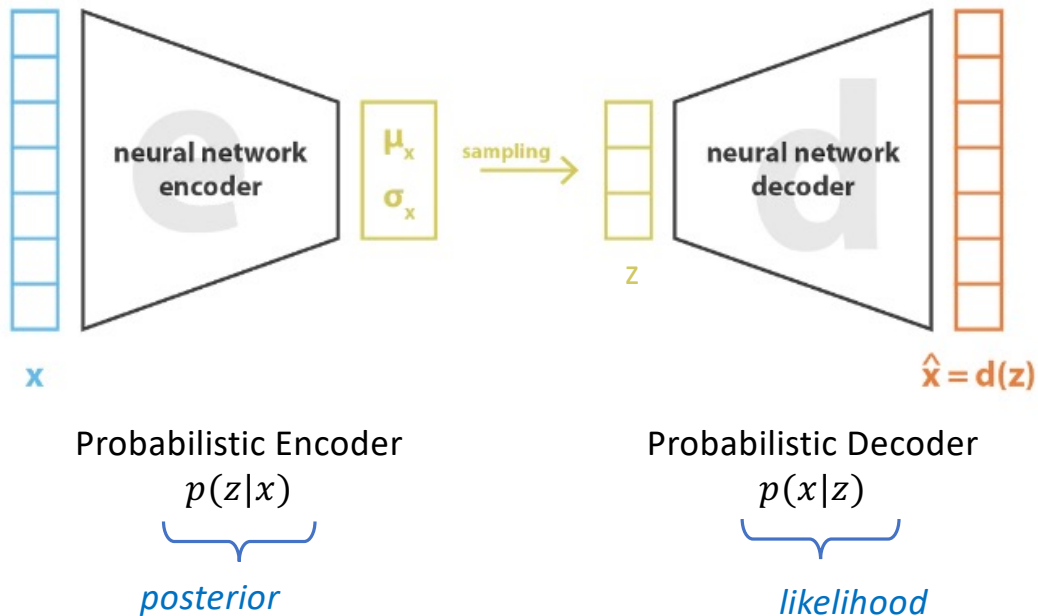 e
neural network
encoder
μₓ
σₓ
sampling
z
d
neural network
decoder
x
x̂ = d(z)
Probabilistic Encoder
p(z|x)
posterior
Probabilistic Decoder
p(x|z)
likelihood